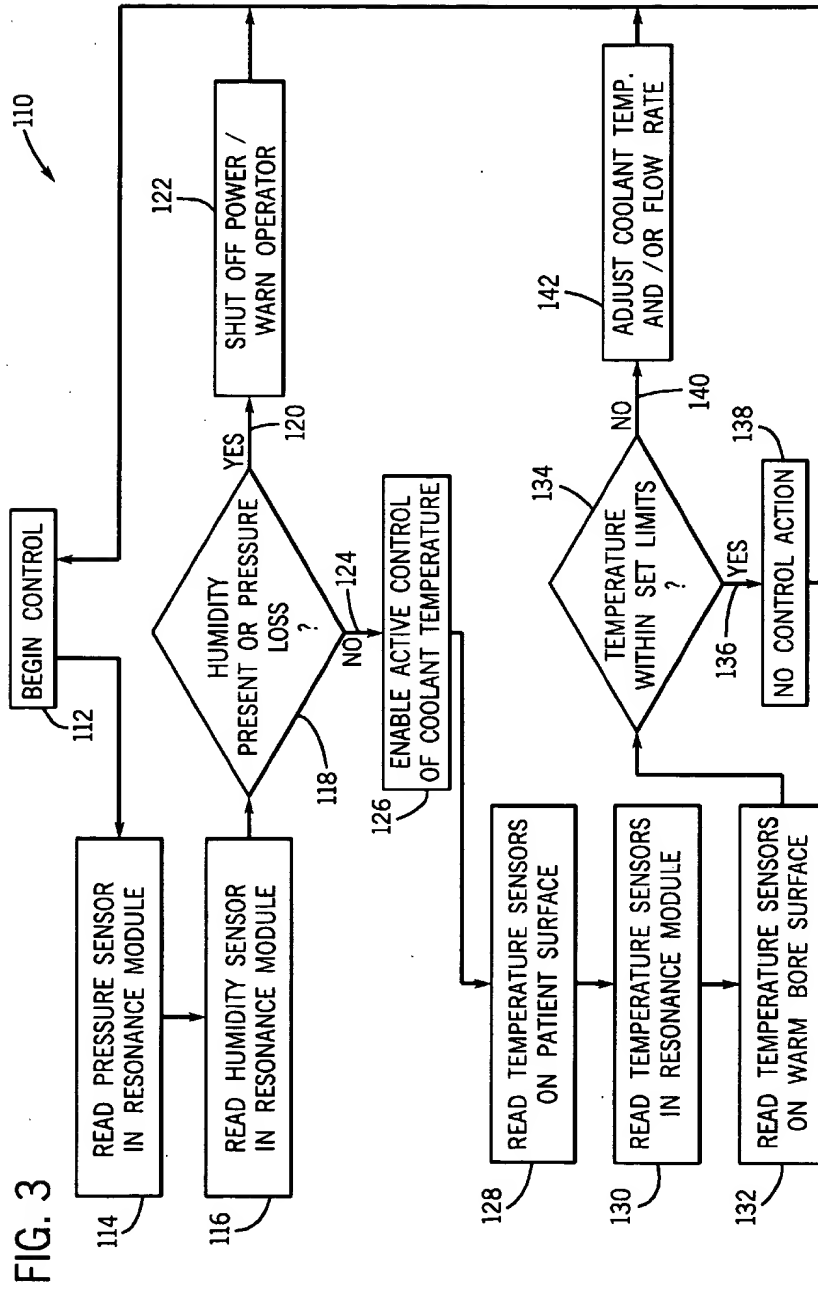 FIG. 3
110
BEGIN CONTROL
112
READ PRESSURE SENSOR
IN RESONANCE MODULE
114
READ HUMIDITY SENSOR
IN RESONANCE MODULE
116
HUMIDITY
PRESENT OR PRESSURE
LOSS
?
118
YES
120
SHUT OFF POWER /
WARN OPERATOR
122
NO
124
ENABLE ACTIVE CONTROL
OF COOLANT TEMPERATURE
126
READ TEMPERATURE SENSORS
ON PATIENT SURFACE
128
READ TEMPERATURE SENSORS
IN RESONANCE MODULE
130
READ TEMPERATURE SENSORS
ON WARM BORE SURFACE
132
TEMPERATURE
WITHIN SET LIMITS
?
134
YES
136
NO CONTROL ACTION
138
NO
140
ADJUST COOLANT TEMP.
AND /OR FLOW RATE
142